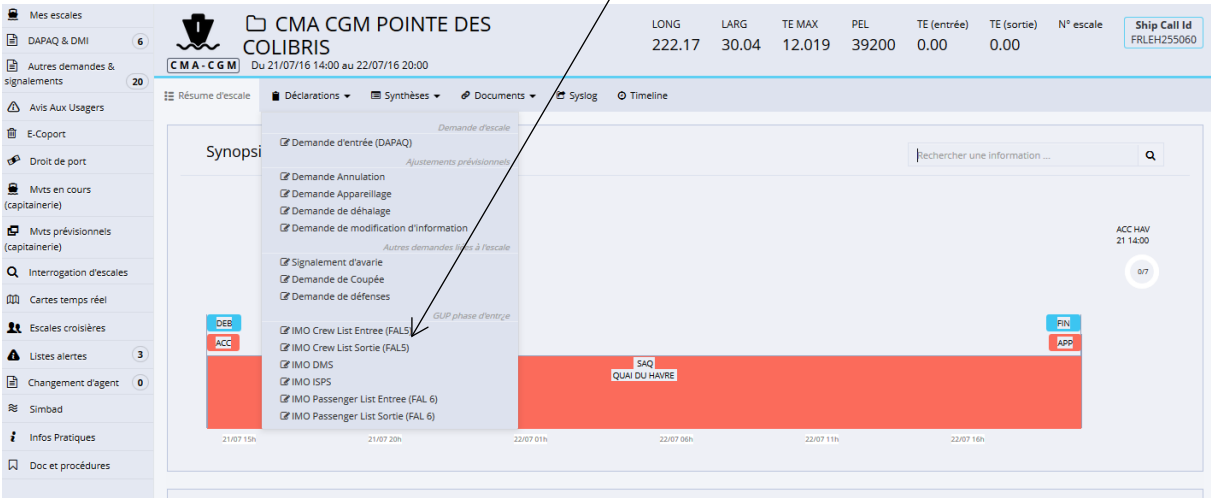 Mes escales
DAPAQ & DMI 6
Autres demandes &
signalements 20
Avis Aux Usagers
E-Coport
Droit de port
Mvts en cours
(capitainerie)
Mvts prévisionnels
(capitainerie)
Interrogation d'escales
Cartes temps réel
Escales croisières
Listes alertes 3
Changement d'agent 0
Simbad
Infos Pratiques
Doc et procédures
CMA-CGM
CMA CGM POINTE DES
COLIBRIS
Du 21/07/16 14:00 au 22/07/16 20:00
LONG LARG TE MAX PEL TE (entrée) TE (sortie) N° escale
222.17 30.04 12.019 39200 0.00 0.00
Ship Call Id
FRLEH255060
Résume d'escale Déclarations Synthèses Documents Syslog Timeline
Synopsi
Rechercher une information ...
Demande d'escale
Demande d'entrée (DAPAQ)
Ajustements prévisionnels
Demande Annulation
Demande Appareillage
Demande de déhalage
Demande de modification d'information
Autres demandes liées à l'escale
Signalement d'avarie
Demande de Coupée
Demande de défenses
GUP phase d'entrée
IMO Crew List Entree (FAL5)
IMO Crew List Sortie (FAL5)
IMO DMS
IMO ISPS
IMO Passenger List Entree (FAL 6)
IMO Passenger List Sortie (FAL 6)
ACC HAV
21 14:00
0/7
DEB
ACC
FIN
APP
SAQ
QUAI DU HAVRE
21/07 15h 21/07 20h 22/07 01h 22/07 06h 22/07 11h 22/07 16h